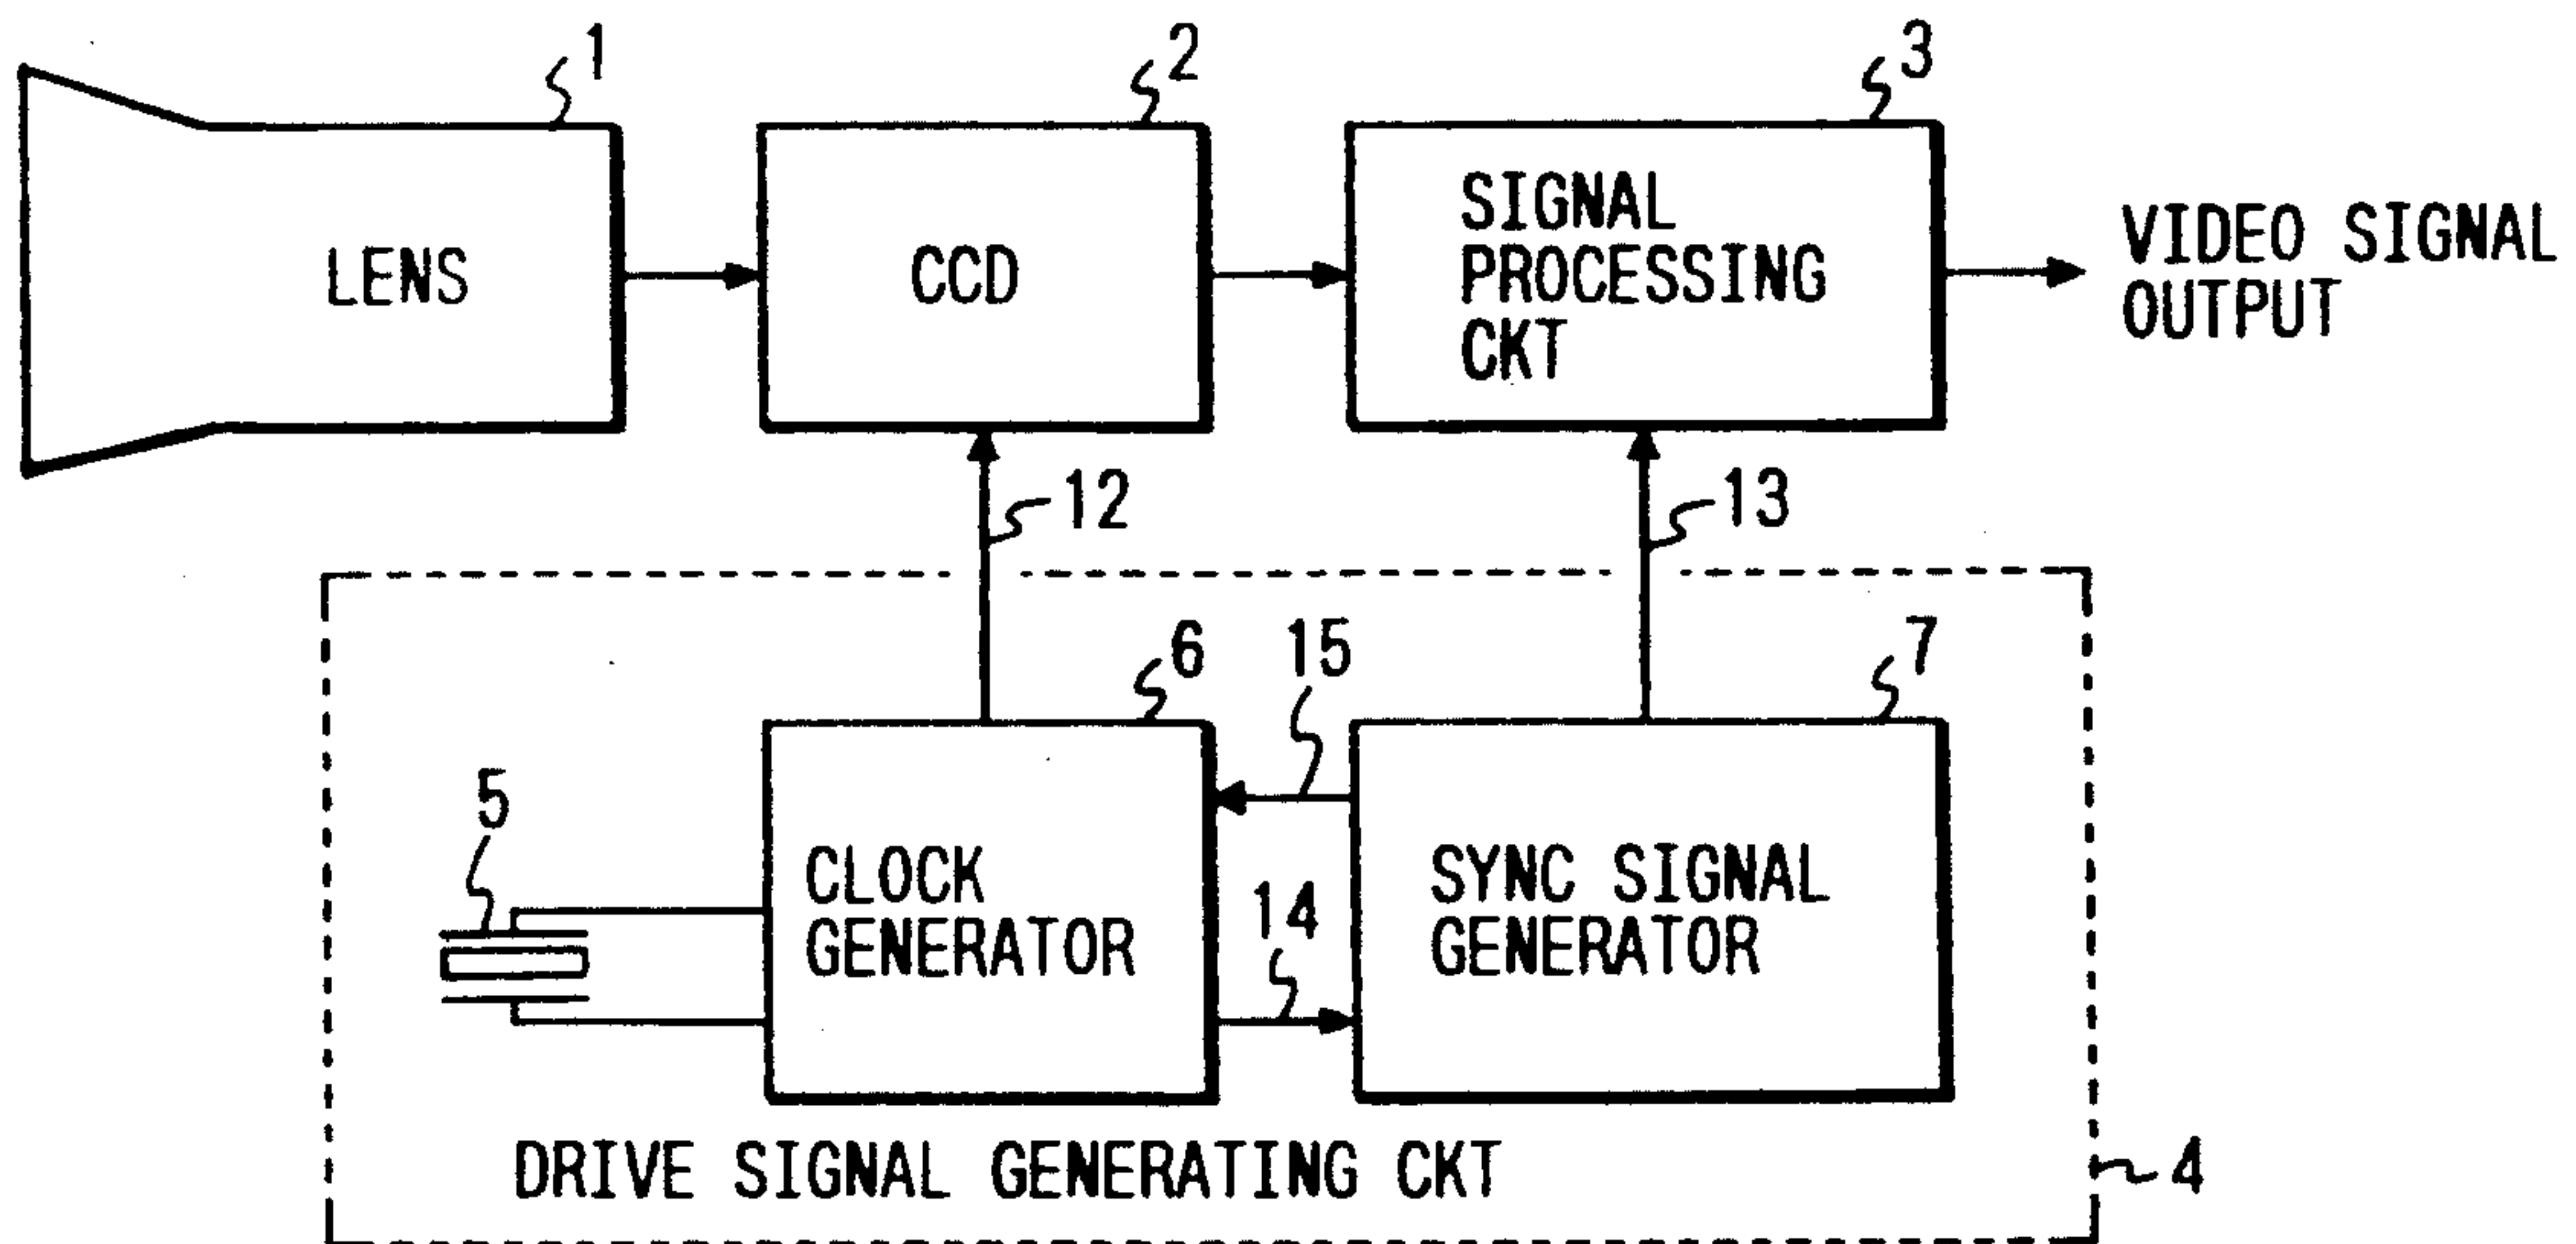 1
2
3
LENS
CCD
SIGNAL
PROCESSING
CKT
VIDEO SIGNAL
OUTPUT
12
13
6
15
7
5
CLOCK
GENERATOR
14
SYNC SIGNAL
GENERATOR
DRIVE SIGNAL GENERATING CKT
4